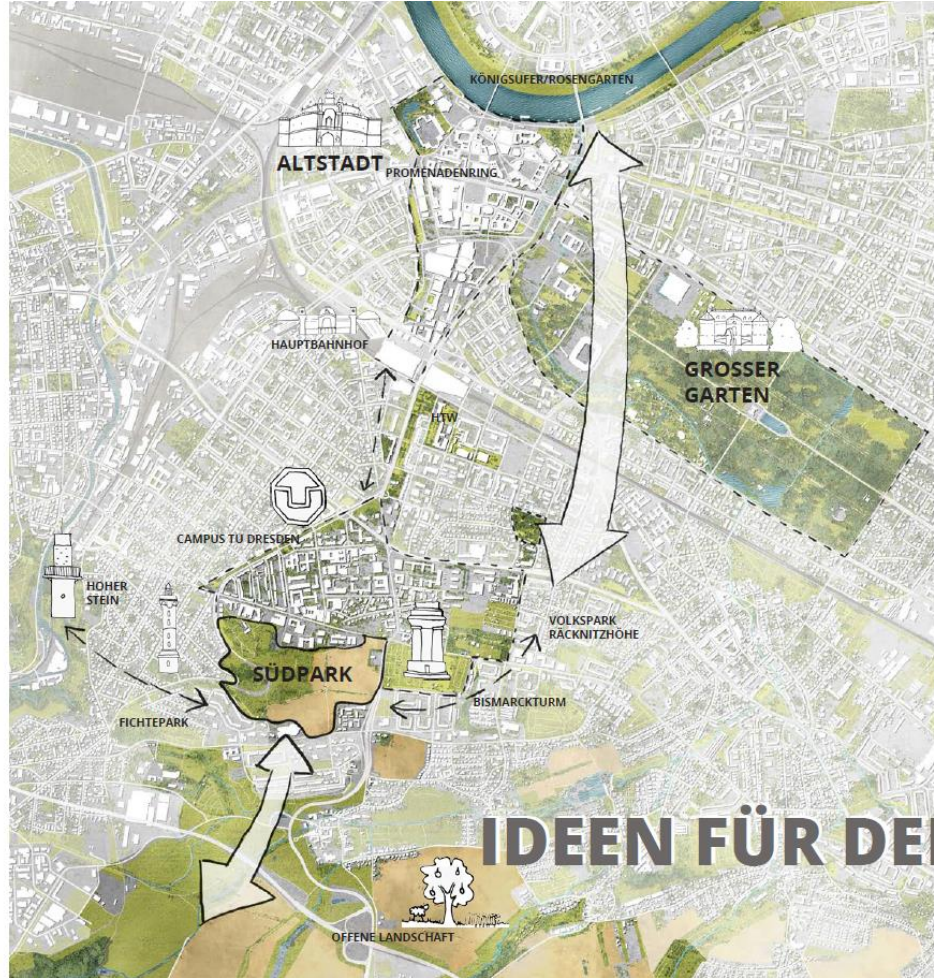 KÖNIGSUFER/ROSENGARTEN
ALTSTADT
PROMENADENRING
HAUPTBAHNHOF
GROSSER
GARTEN
HTW
CAMPUS TU DRESDEN
HOHER
STEIN
VOLKSPARK
RÄCKNITZHÖHE
SÜDPARK
BISMARCKTURM
FICHTEPARK
IDEEN FÜR DE
OFFENE LANDSCHAFT